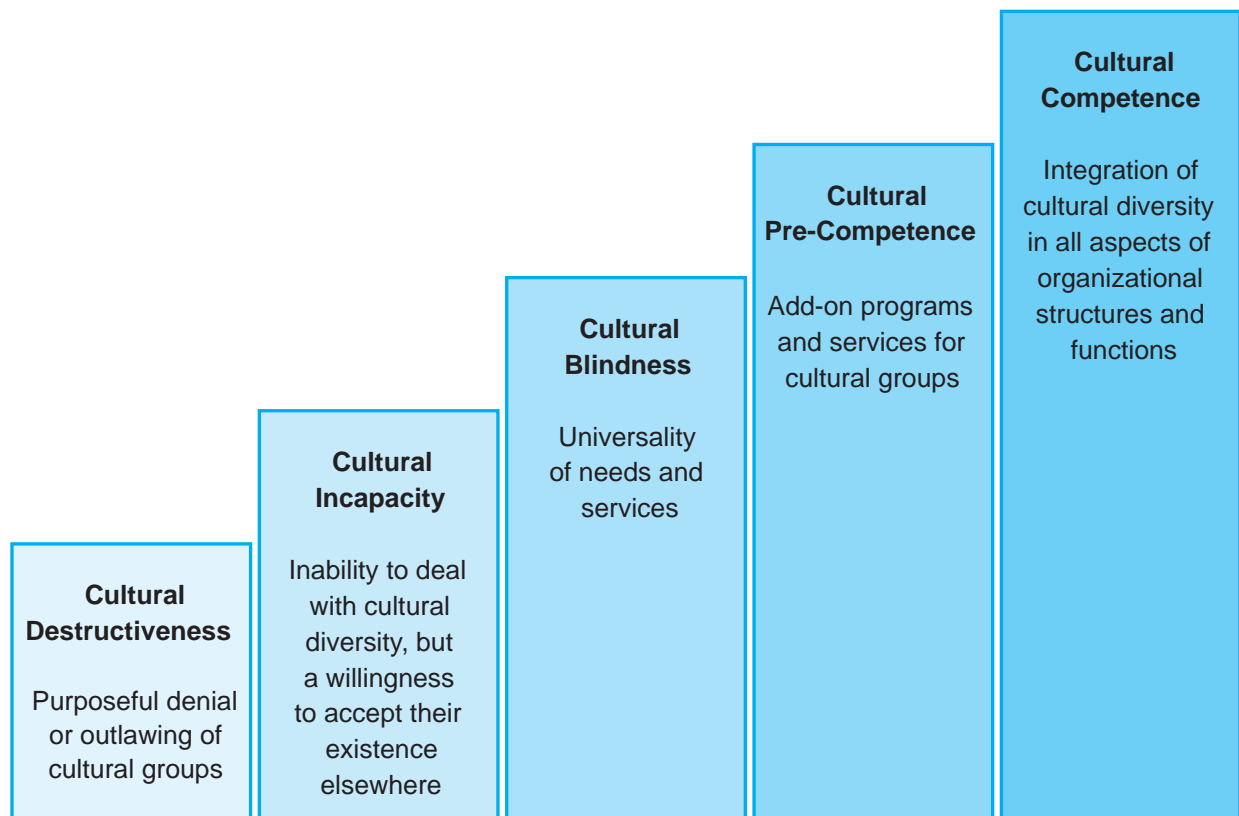 Cultural
Destructiveness
Purposeful denial
or outlawing of
cultural groups
Cultural
Incapacity
Inability to deal
with cultural
diversity, but
a willingness
to accept their
existence
elsewhere
Cultural
Blindness
Universality
of needs and
services
Cultural
Pre-Competence
Add-on programs
and services for
cultural groups
Cultural
Competence
Integration of
cultural diversity
in all aspects of
organizational
structures and
functions